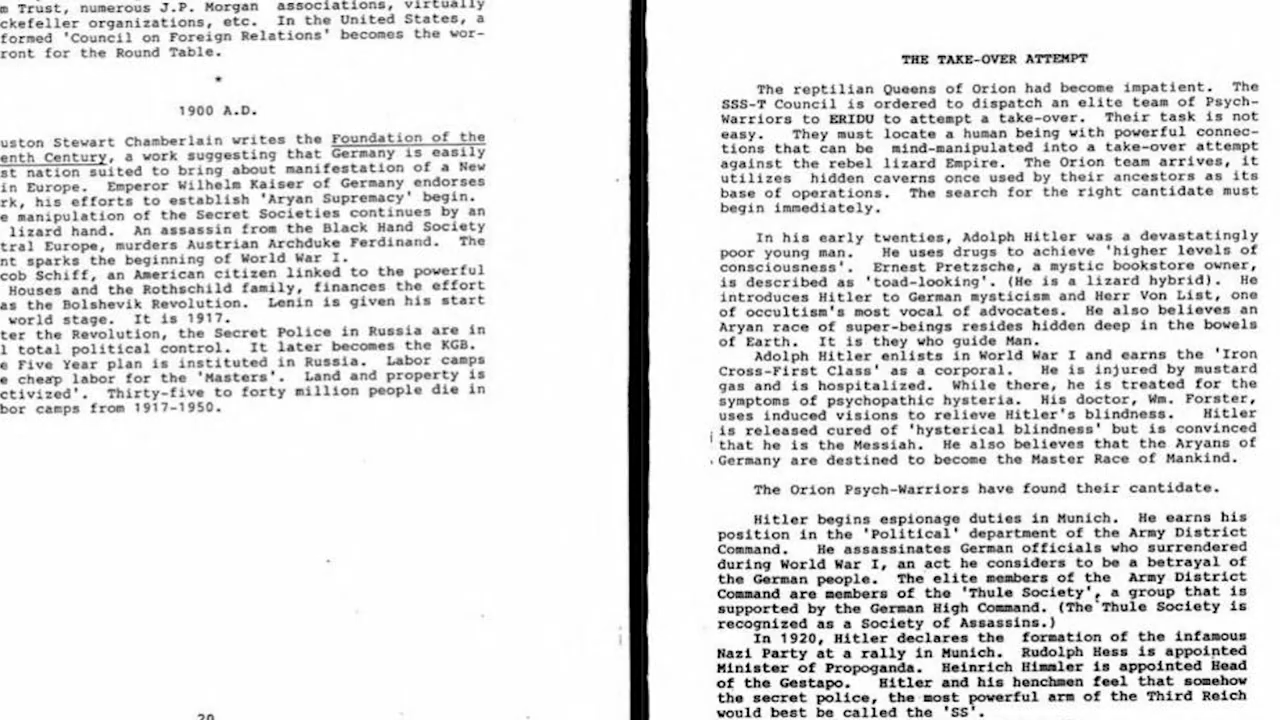 m Trust, numerous J.P. Morgan associations, virtually
ckefeller organizations, etc. In the United States, a
formed 'Council on Foreign Relations' becomes the wor-
ront for the Round Table.
*
1900 A.D.
uston Stewart Chamberlain writes the Foundation of the
enth Century, a work suggesting that Germany is easily
st nation suited to bring about manifestation of a New
in Europe. Emperor Wilhelm Kaiser of Germany endorses
rk, his efforts to establish 'Aryan Supremacy' begin.
e manipulation of the Secret Societies continues by an
lizard hand. An assassin from the Black Hand Society
tral Europe, murders Austrian Archduke Ferdinand. The
nt sparks the beginning of World War I.
cob Schiff, an American citizen linked to the powerful
Houses and the Rothschild family, finances the effort
as the Bolshevik Revolution. Lenin is given his start
world stage. It is 1917.
ter the Revolution, the Secret Police in Russia are in
l total political control. It later becomes the KGB.
e Five Year plan is instituted in Russia. Labor camps
e cheap labor for the 'Masters'. Land and property is
ctivized'. Thirty-five to forty million people die in
bor camps from 1917-1950.
20
THE TAKE-OVER ATTEMPT
The reptilian Queens of Orion had become impatient. The
SSS-T Council is ordered to dispatch an elite team of Psych-
Warriors to ERIDU to attempt a take-over. Their task is not
easy. They must locate a human being with powerful connec-
tions that can be mind-manipulated into a take-over attempt
against the rebel lizard Empire. The Orion team arrives, it
utilizes hidden caverns once used by their ancestors as its
base of operations. The search for the right cantidate must
begin immediately.
In his early twenties, Adolph Hitler was a devastatingly
poor young man. He uses drugs to achieve 'higher levels of
consciousness'. Ernest Pretzsche, a mystic bookstore owner,
is described as 'toad-looking'. (He is a lizard hybrid). He
introduces Hitler to German mysticism and Herr Von List, one
of occultism's most vocal of advocates. He also believes an
Aryan race of super-beings resides hidden deep in the bowels
of Earth. It is they who guide Man.
Adolph Hitler enlists in World War I and earns the 'Iron
Cross-First Class' as a corporal. He is injured by mustard
gas and is hospitalized. While there, he is treated for the
symptoms of psychopathic hysteria. His doctor, Wm. Forster,
uses induced visions to relieve Hitler's blindness. Hitler
is released cured of 'hysterical blindness' but is convinced
that he is the Messiah. He also believes that the Aryans of
Germany are destined to become the Master Race of Mankind.
The Orion Psych-Warriors have found their cantidate.
Hitler begins espionage duties in Munich. He earns his
position in the 'Political' department of the Army District
Command. He assassinates German officials who surrendered
during World War I, an act he considers to be a betrayal of
the German people. The elite members of the Army District
Command are members of the 'Thule Society', a group that is
supported by the German High Command. (The Thule Society is
recognized as a Society of Assassins.)
In 1920, Hitler declares the formation of the infamous
Nazi Party at a rally in Munich. Rudolph Hess is appointed
Minister of Propoganda. Heinrich Himmler is appointed Head
of the Gestapo. Hitler and his henchmen feel that somehow
the secret police, the most powerful arm of the Third Reich
would best be called the 'SS'.